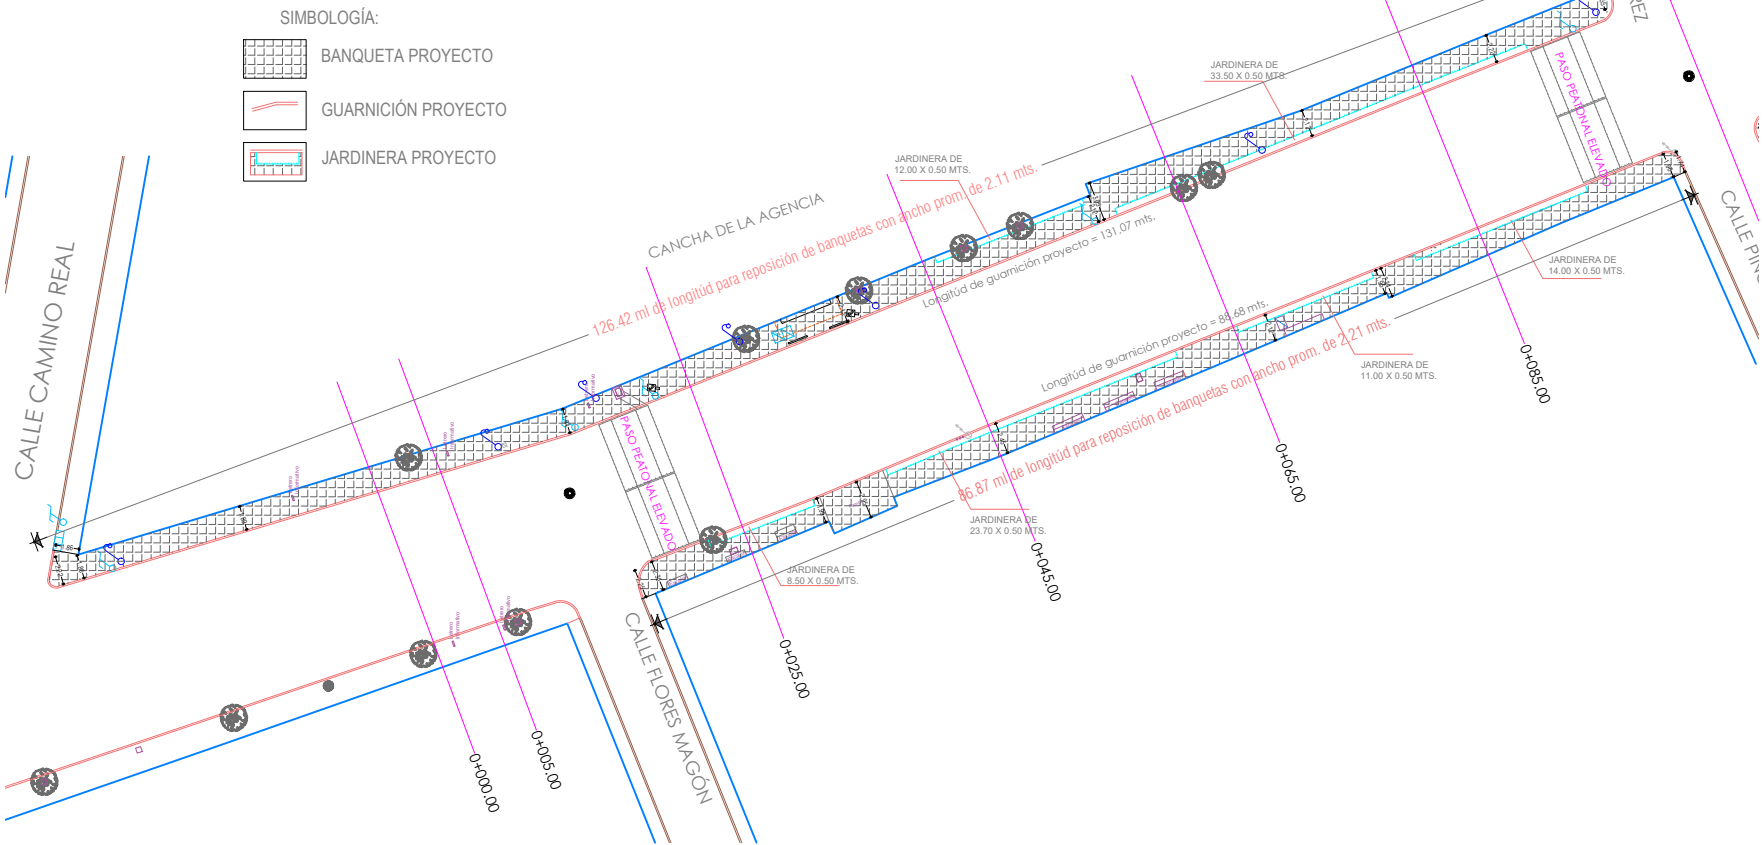 SIMBOLOGÍA:
BANQUETA PROYECTO
GUARNICIÓN PROYECTO
JARDINERA PROYECTO
CALLE CAMINO REAL
CANCHA DE LA AGENCIA
126.42 ml de longitúd para reposición de banquetas con ancho prom. de 2.11 mts.
JARDINERA DE
12.00 X 0.50 MTS.
JARDINERA DE
33.50 X 0.50 MTS.
Longitúd de guarnición proyecto = 131.07 mts.
Longitúd de guarnición proyecto = 88.68 mts.
86.87 ml de longitúd para reposición de banquetas con ancho prom. de 2.21 mts.
PASO PEATONAL ELEVADO
PASO PEATONAL ELEVADO
JARDINERA DE
14.00 X 0.50 MTS.
JARDINERA DE
11.00 X 0.50 MTS.
JARDINERA DE
23.70 X 0.50 MTS.
JARDINERA DE
8.50 X 0.50 MTS.
CALLE FLORES MAGÓN
CALLE PINO
0+000.00
0+005.00
0+025.00
0+045.00
0+065.00
0+085.00